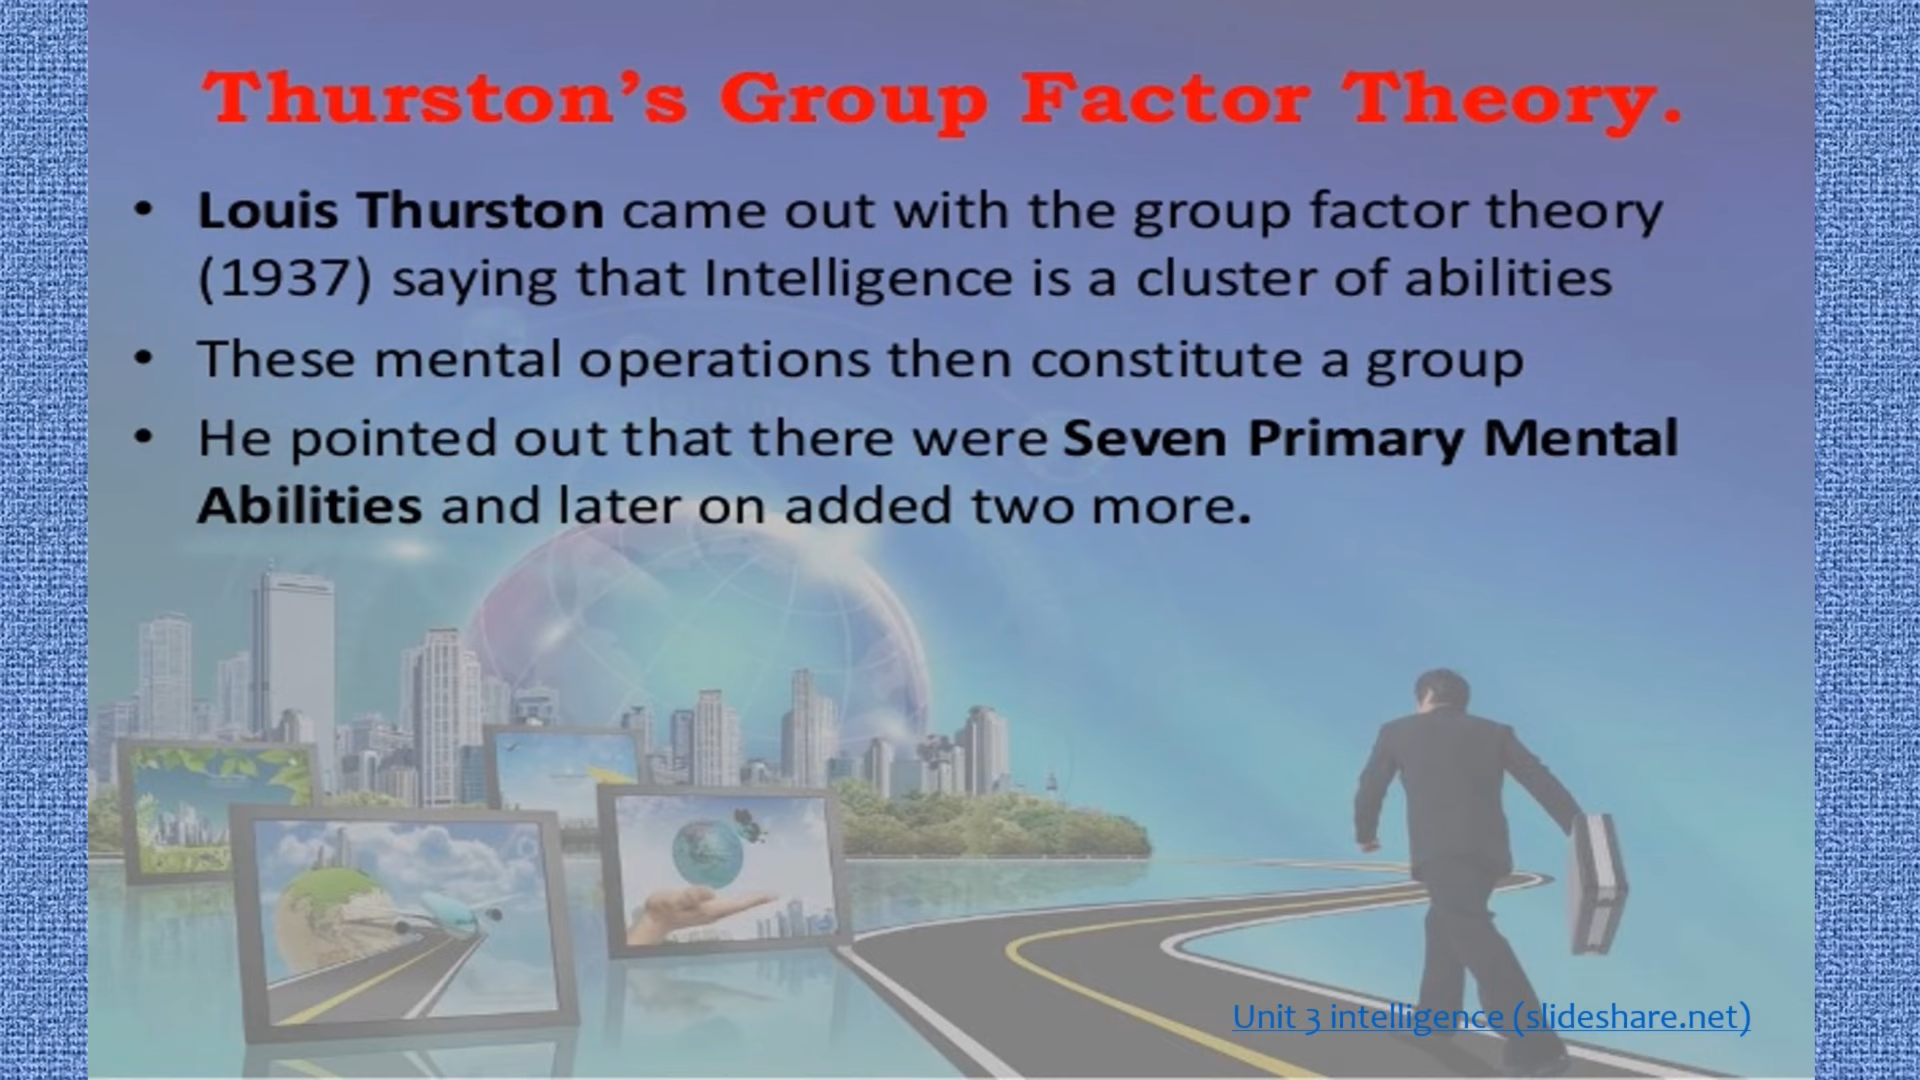 Thurston’s Group Factor Theory.
• Louis Thurston came out with the group factor theory
(1937) saying that Intelligence is a cluster of abilities
• These mental operations then constitute a group
• He pointed out that there were Seven Primary Mental
Abilities and later on added two more.
Unit 3 intelligence (slideshare.net)